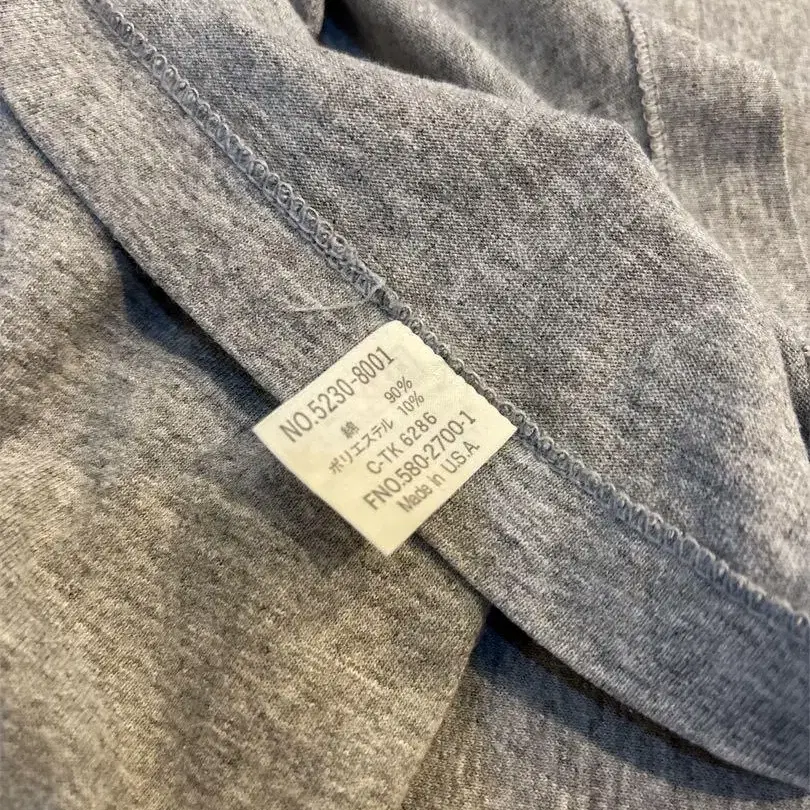 NO.5230-8001
綿 90%
ポリエステル 10%
C-TK 6286
FNO.580-2700-1
Made in U.S.A